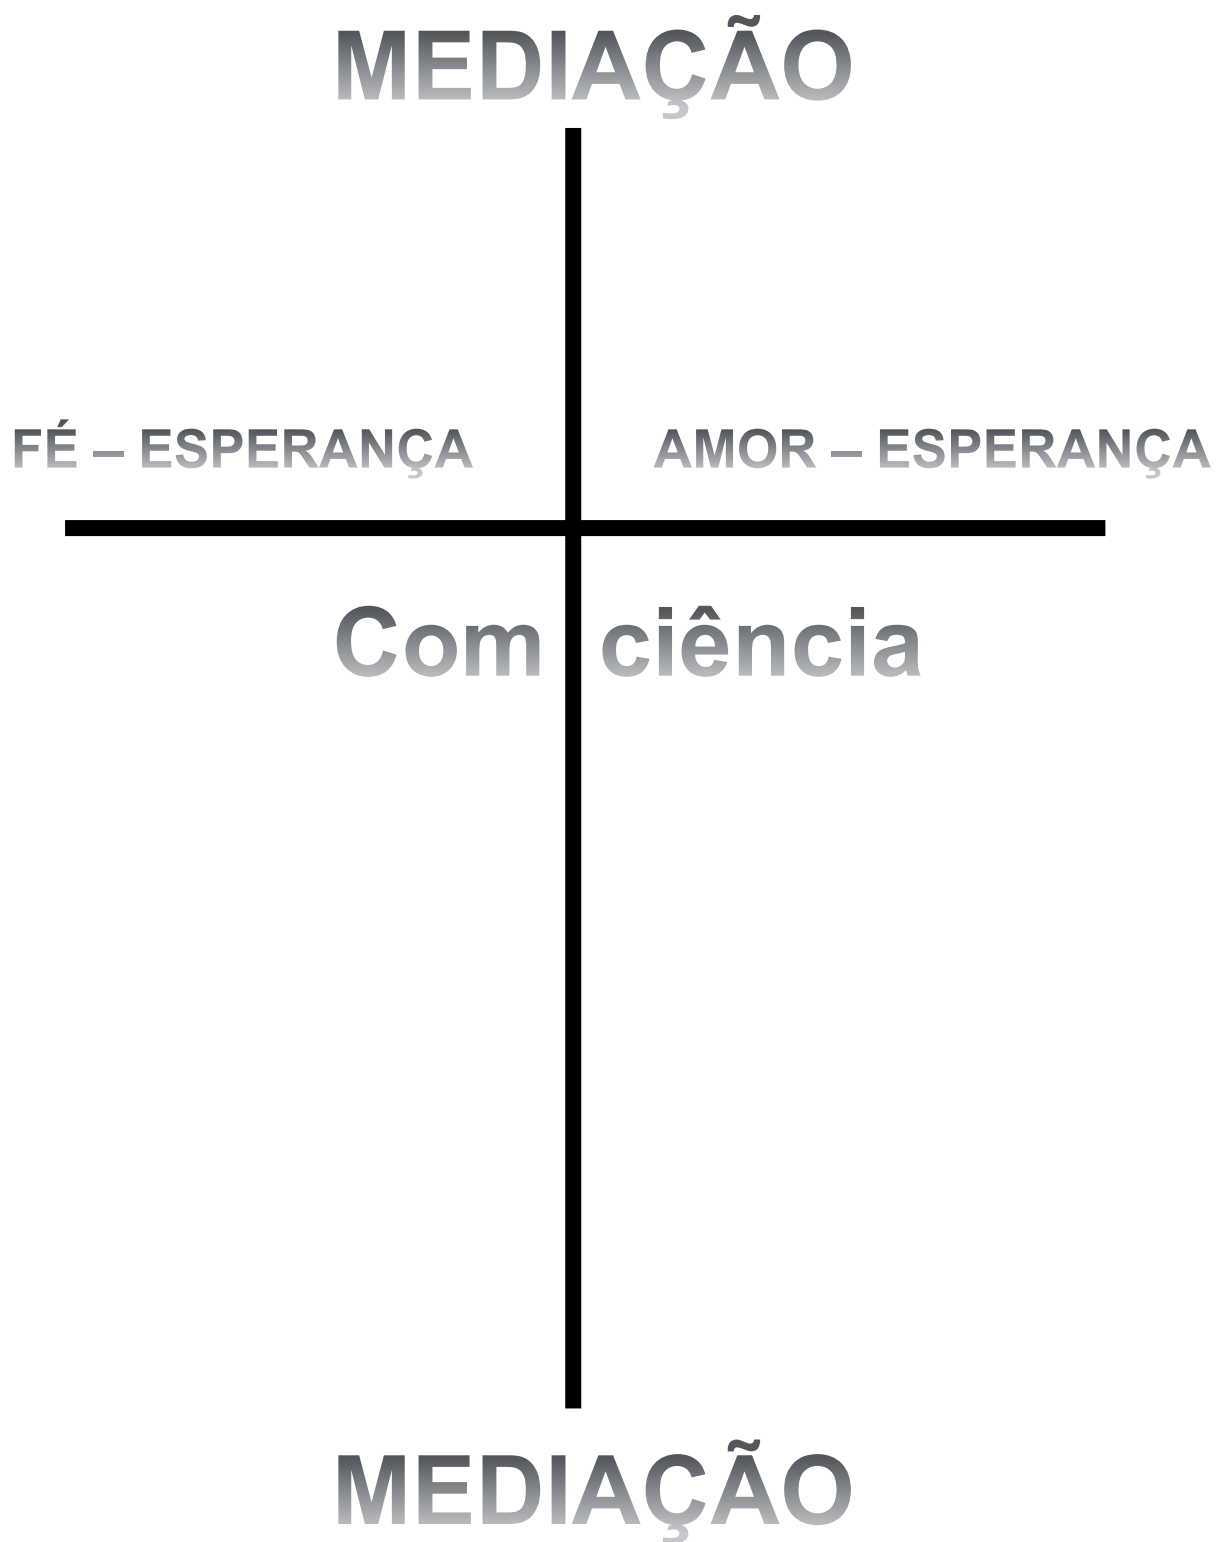 MEDIAÇÃO
FÉ – ESPERANÇA AMOR – ESPERANÇA
Com ciência
MEDIAÇÃO